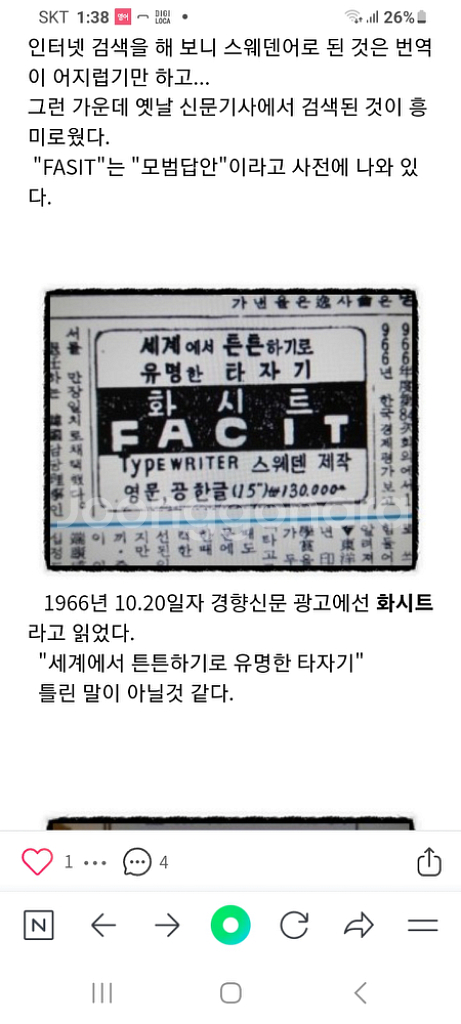 SKT 1:38 영어 DIGI LOCA 26%
인터넷 검색을 해 보니 스웨덴어로 된 것은 번역
이 어지럽기만 하고...
그런 가운데 옛날 신문기사에서 검색된 것이 흥
미로웠다.
"FASIT"는 "모범답안"이라고 사전에 나와 있
다.
세계에서 튼튼하기로
유명한 타자기
화시트
FACIT
TypeWRITER 스웨덴 제작
영문,공한글(15")₩130.000
Joonggonara
1966년 10.20일자 경향신문 광고에선 화시트
라고 읽었다.
"세계에서 튼튼하기로 유명한 타자기"
틀린 말이 아닐것 같다.
1 4
N